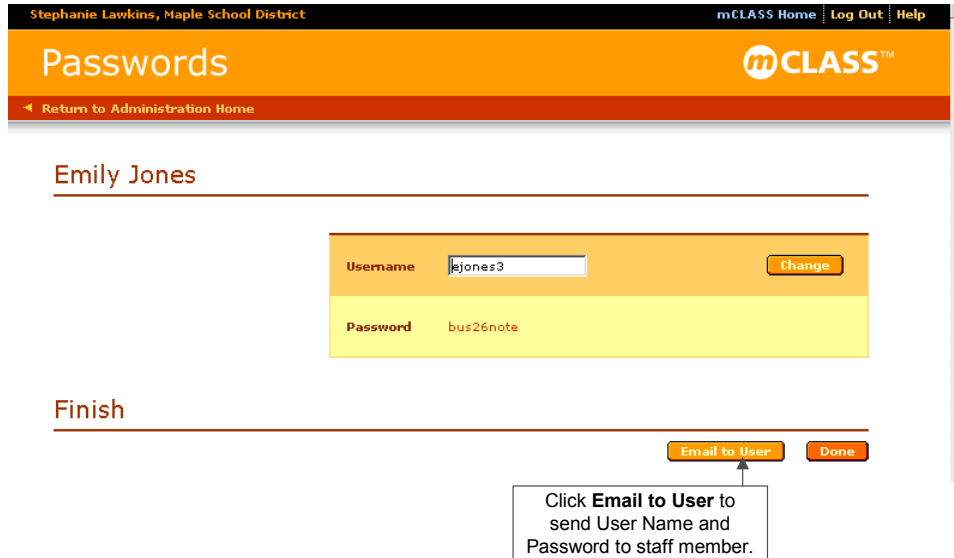 Stephanie Lawkins, Maple School District mCLASS Home Log Out Help
Passwords mCLASS™
Return to Administration Home
Emily Jones
Username ejones3 Change
Password bus26note
Finish
Email to User Done
Click Email to User to
send User Name and
Password to staff member.